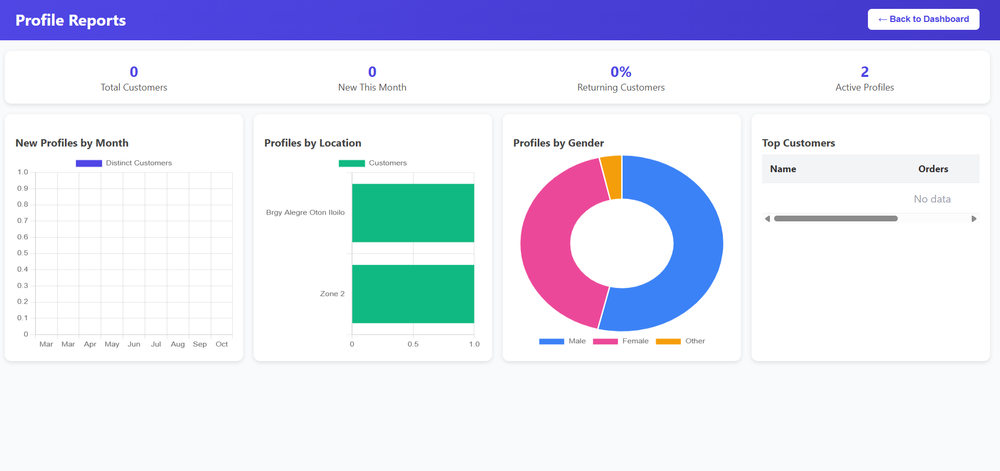 Profile Reports
← Back to Dashboard
0
Total Customers
0
New This Month
0%
Returning Customers
2
Active Profiles
New Profiles by Month
Distinct Customers
1.0
0.9
0.8
0.7
0.6
0.5
0.4
0.3
0.2
0.1
0
Mar Mar Apr May Jun Jul Aug Sep Oct
Profiles by Location
Customers
Brgy Alegre Oton Iloilo
Zone 2
0 0.5 1.0
Profiles by Gender
Male Female Other
Top Customers
Name Orders
No data